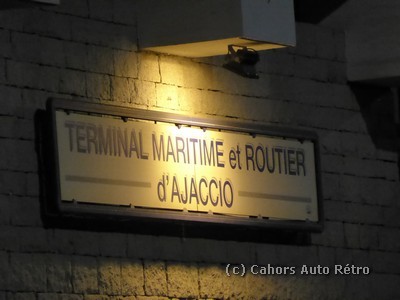 TERMINAL MARITIME et ROUTIER
d'AJACCIO
(c) Cahors Auto Rétro